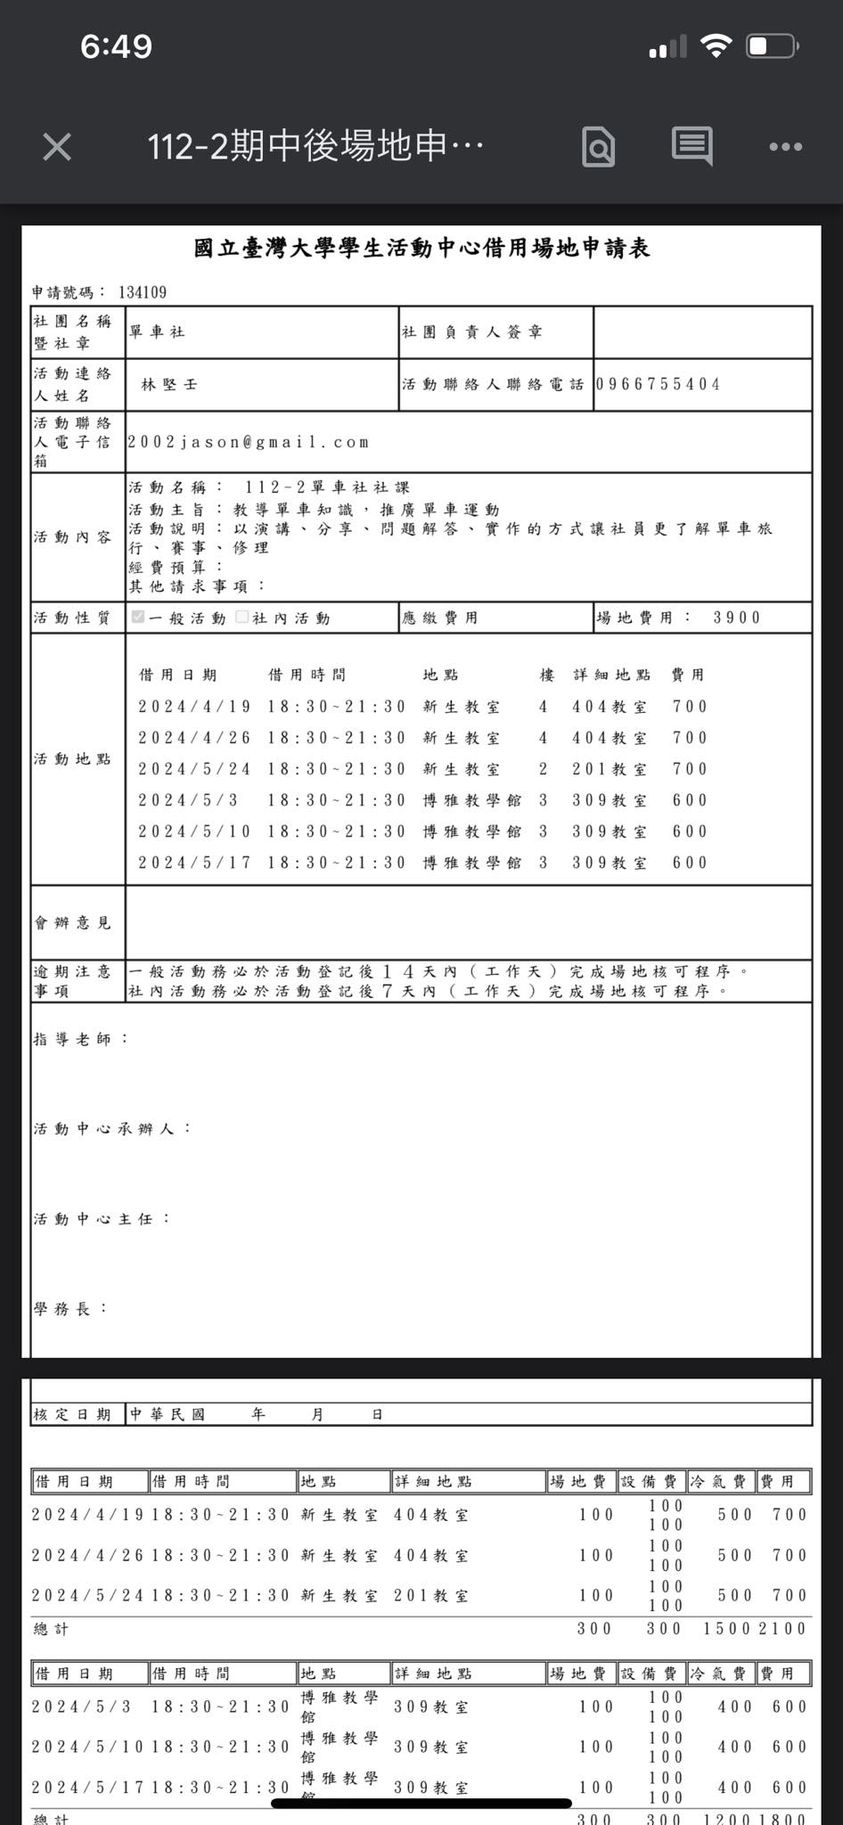 6:49
112-2期中後場地申…
國立臺灣大學學生活動中心借用場地申請表
申請號碼： 134109
社團名稱暨社章 單車社 社團負責人簽章
活動連絡人姓名 林堅壬 活動聯絡人聯絡電話 0966755404
活動聯絡人電子信箱 2002jason@gmail.com
活動內容
活動名稱： 112-2單車社社課
活動主旨：教導單車知識，推廣單車運動
活動說明：以演講、分享、問題解答、實作的方式讓社員更了解單車旅
行、賽事、修理
經費預算：
其他請求事項：
活動性質 一般活動 社內活動 應繳費用 場地費用： 3900
活動地點
借用日期 借用時間 地點 樓 詳細地點 費用
2024/4/19 18:30~21:30 新生教室 4 404教室 700
2024/4/26 18:30~21:30 新生教室 4 404教室 700
2024/5/24 18:30~21:30 新生教室 2 201教室 700
2024/5/3 18:30~21:30 博雅教學館 3 309教室 600
2024/5/10 18:30~21:30 博雅教學館 3 309教室 600
2024/5/17 18:30~21:30 博雅教學館 3 309教室 600
會辦意見
逾期注意事項
一般活動務必於活動登記後14天內（工作天）完成場地核可程序。
社內活動務必於活動登記後7天內（工作天）完成場地核可程序。
指導老師：
活動中心承辦人：
活動中心主任：
學務長：
核定日期 中華民國 年 月 日
借用日期 借用時間 地點 詳細地點 場地費 設備費 冷氣費 費用
2024/4/19 18:30~21:30 新生教室 404教室 100 100 100 500 700
2024/4/26 18:30~21:30 新生教室 404教室 100 100 100 500 700
2024/5/24 18:30~21:30 新生教室 201教室 100 100 100 500 700
總計 300 300 1500 2100
借用日期 借用時間 地點 詳細地點 場地費 設備費 冷氣費 費用
2024/5/3 18:30~21:30 博雅教學館 309教室 100 100 100 400 600
2024/5/10 18:30~21:30 博雅教學館 309教室 100 100 100 400 600
2024/5/17 18:30~21:30 博雅教學館 309教室 100 100 100 400 600
總計 300 300 1200 1800